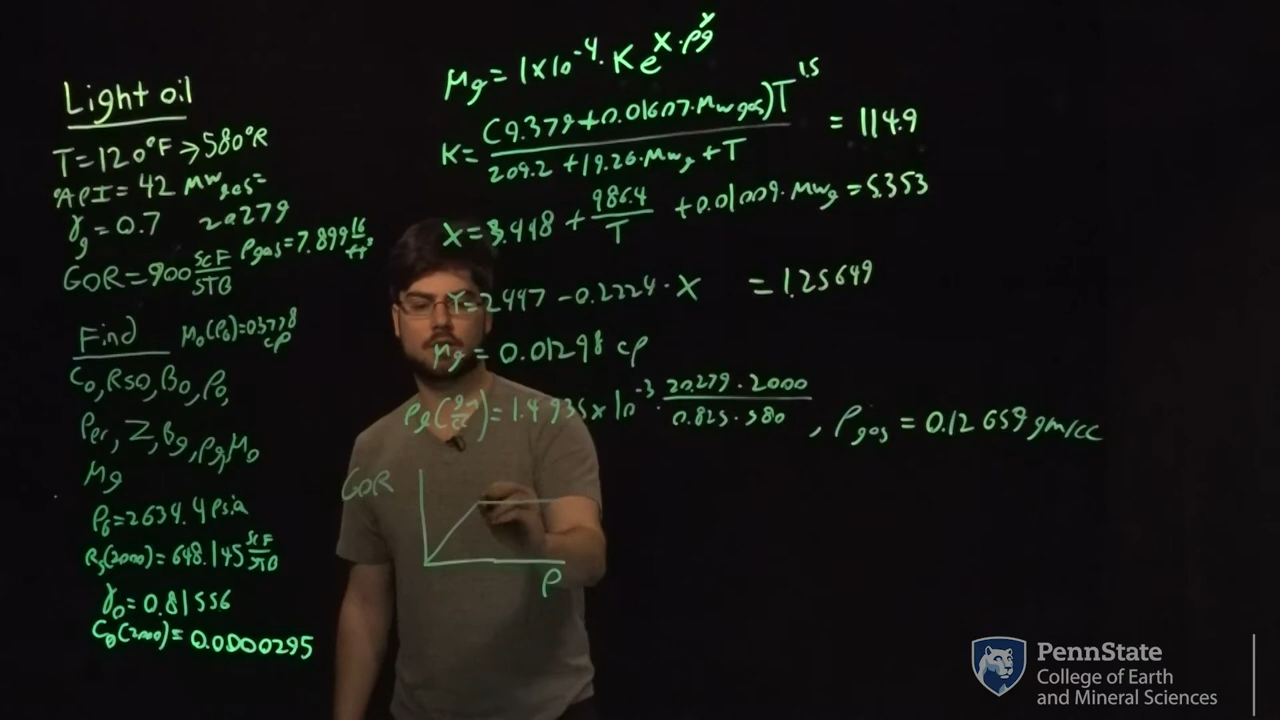 Light oil
T=120°F→580°R
°API=42 Mw gas=
20.279
γg=0.7
ρgas=7.899 lb/ft³
GOR=900 SCF/STB
Find
μo(Pb)=0.3778 cp
Co, Rso, Bo, ρo,
Z, Bg, ρg, μo
μg
Pb=2634.4 psia
Rs(2000)=648.145 SCF/STB
γo=0.81556
Co(2000)=0.0000295
μg=1×10⁻⁴·K e^(X·ρg^Y)
K=(9.379+0.01607·Mw gas)T^1.5 / 209.2+19.26·Mwg+T =114.9
X=3.448+986.4/T+0.01009·Mwg=5.353
Y=2.447-0.2224·X =1.25649
μg=0.01298 cp
ρg(gm/cc)=1.4935×10⁻³·20.279·2000/0.825·580, ρgas=0.12659 gm/cc
GOR
P
PennState
College of Earth
and Mineral Sciences